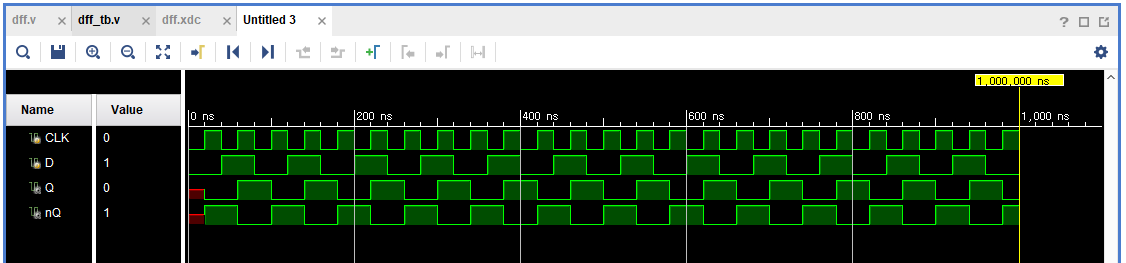 dff.v × dff_tb.v × dff.xdc × Untitled 3 ×
?
1,000,000 ns
Name Value
0 ns 200 ns 400 ns 600 ns 800 ns 1,000 ns
CLK 0
D 1
Q 0
nQ 1